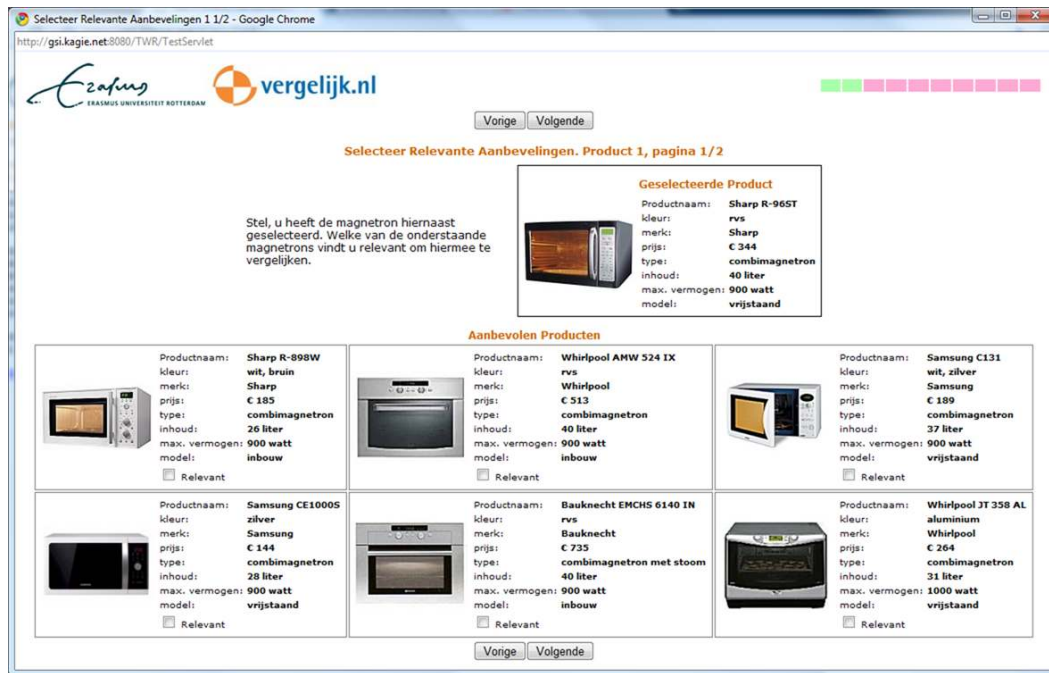 Selecteer Relevante Aanbevelingen 1 1/2 - Google Chrome
http://gsi.kagie.net:8080/TWR/TestServlet
Erasmus
ERASMUS UNIVERSITEIT ROTTERDAM
vergelijk.nl
Vorige Volgende
Selecteer Relevante Aanbevelingen. Product 1, pagina 1/2
Stel, u heeft de magnetron hiernaast
geselecteerd. Welke van de onderstaande
magnetrons vindt u relevant om hiermee te
vergelijken.
Geselecteerde Product
Productnaam: Sharp R-965T
kleur: rvs
merk: Sharp
prijs: € 344
type: combimagnetron
inhoud: 40 liter
max. vermogen: 900 watt
model: vrijstaand
Aanbevolen Producten
Productnaam: Sharp R-898W
kleur: wit, bruin
merk: Sharp
prijs: € 185
type: combimagnetron
inhoud: 26 liter
max. vermogen: 900 watt
model: inbouw
Relevant
Productnaam: Whirlpool AMW 524 IX
kleur: rvs
merk: Whirlpool
prijs: € 513
type: combimagnetron
inhoud: 40 liter
max. vermogen: 900 watt
model: inbouw
Relevant
Productnaam: Samsung C131
kleur: wit, zilver
merk: Samsung
prijs: € 189
type: combimagnetron
inhoud: 37 liter
max. vermogen: 900 watt
model: vrijstaand
Relevant
Productnaam: Samsung CE1000S
kleur: zilver
merk: Samsung
prijs: € 144
type: combimagnetron
inhoud: 28 liter
max. vermogen: 900 watt
model: vrijstaand
Relevant
Productnaam: Bauknecht EMCHS 6140 IN
kleur: rvs
merk: Bauknecht
prijs: € 735
type: combimagnetron met stoom
inhoud: 40 liter
max. vermogen: 900 watt
model: inbouw
Relevant
Productnaam: Whirlpool JT 358 AL
kleur: aluminium
merk: Whirlpool
prijs: € 264
type: combimagnetron
inhoud: 31 liter
max. vermogen: 1000 watt
model: vrijstaand
Relevant
Vorige Volgende